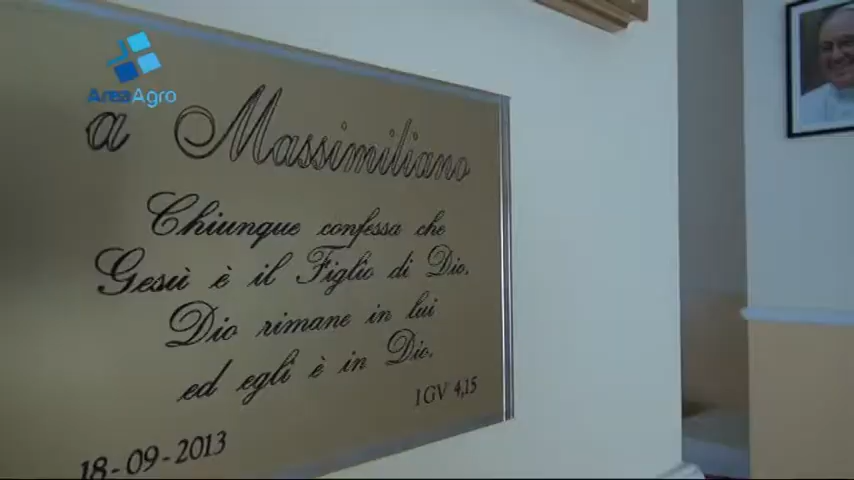 AreaAgro
a Massimiliano
Chiunque confessa che
Gesù è il Figlio di Dio,
Dio rimane in lui
ed egli è in Dio.
1GV 4,15
18-09-2013